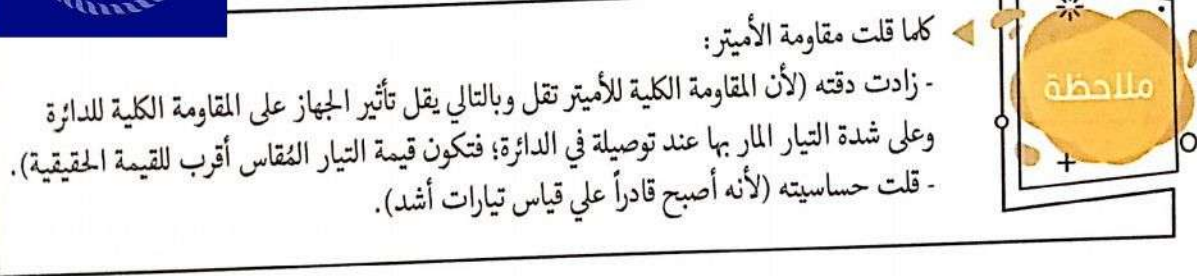 ملاحظة
كلما قلت مقاومة الأميتر:
- زادت دقته (لأن المقاومة الكلية للأميتر تقل وبالتالي يقل تأثير الجهاز على المقاومة الكلية للدائرة
وعلى شدة التيار المار بها عند توصيلة في الدائرة؛ فتكون قيمة التيار المُقاس أقرب للقيمة الحقيقية).
- قلت حساسيته (لأنه أصبح قادراً علي قياس تيارات أشد).